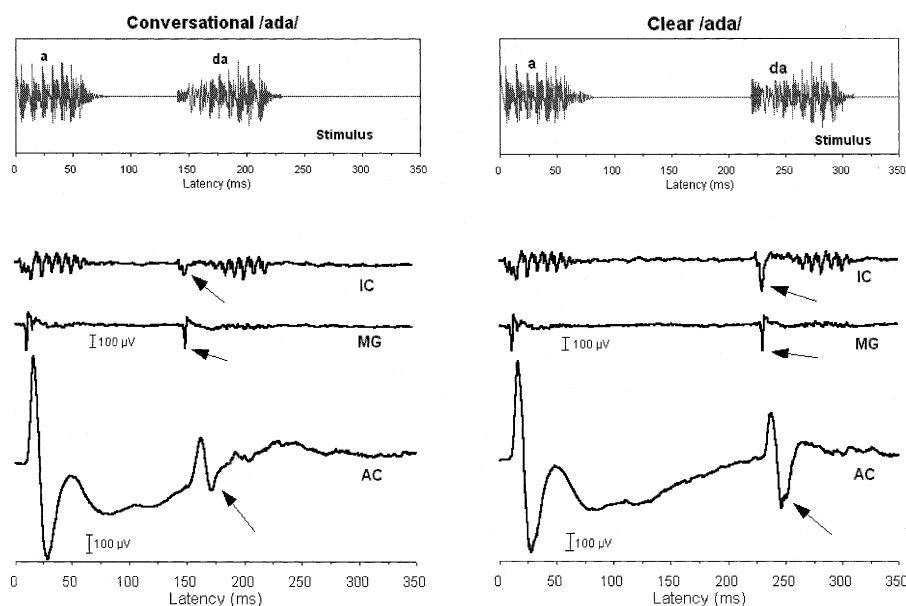 Conversational /ada/
a
da
Stimulus
0 50 100 150 200 250 300 350
Latency (ms)
IC
MG
100 µV
AC
100 µV
0 50 100 150 200 250 300 350
Latency (ms)
Clear /ada/
a
da
Stimulus
0 50 100 150 200 250 300 350
Latency (ms)
IC
MG
100 µV
AC
100 µV
0 50 100 150 200 250 300 350
Latency (ms)